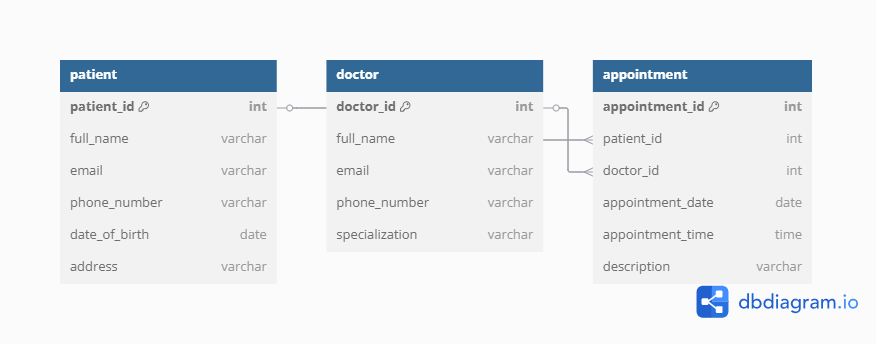 patient
patient_id int
full_name varchar
email varchar
phone_number varchar
date_of_birth date
address varchar
doctor
doctor_id int
full_name varchar
email varchar
phone_number varchar
specialization varchar
appointment
appointment_id int
patient_id int
doctor_id int
appointment_date date
appointment_time time
description varchar
dbdiagram.io